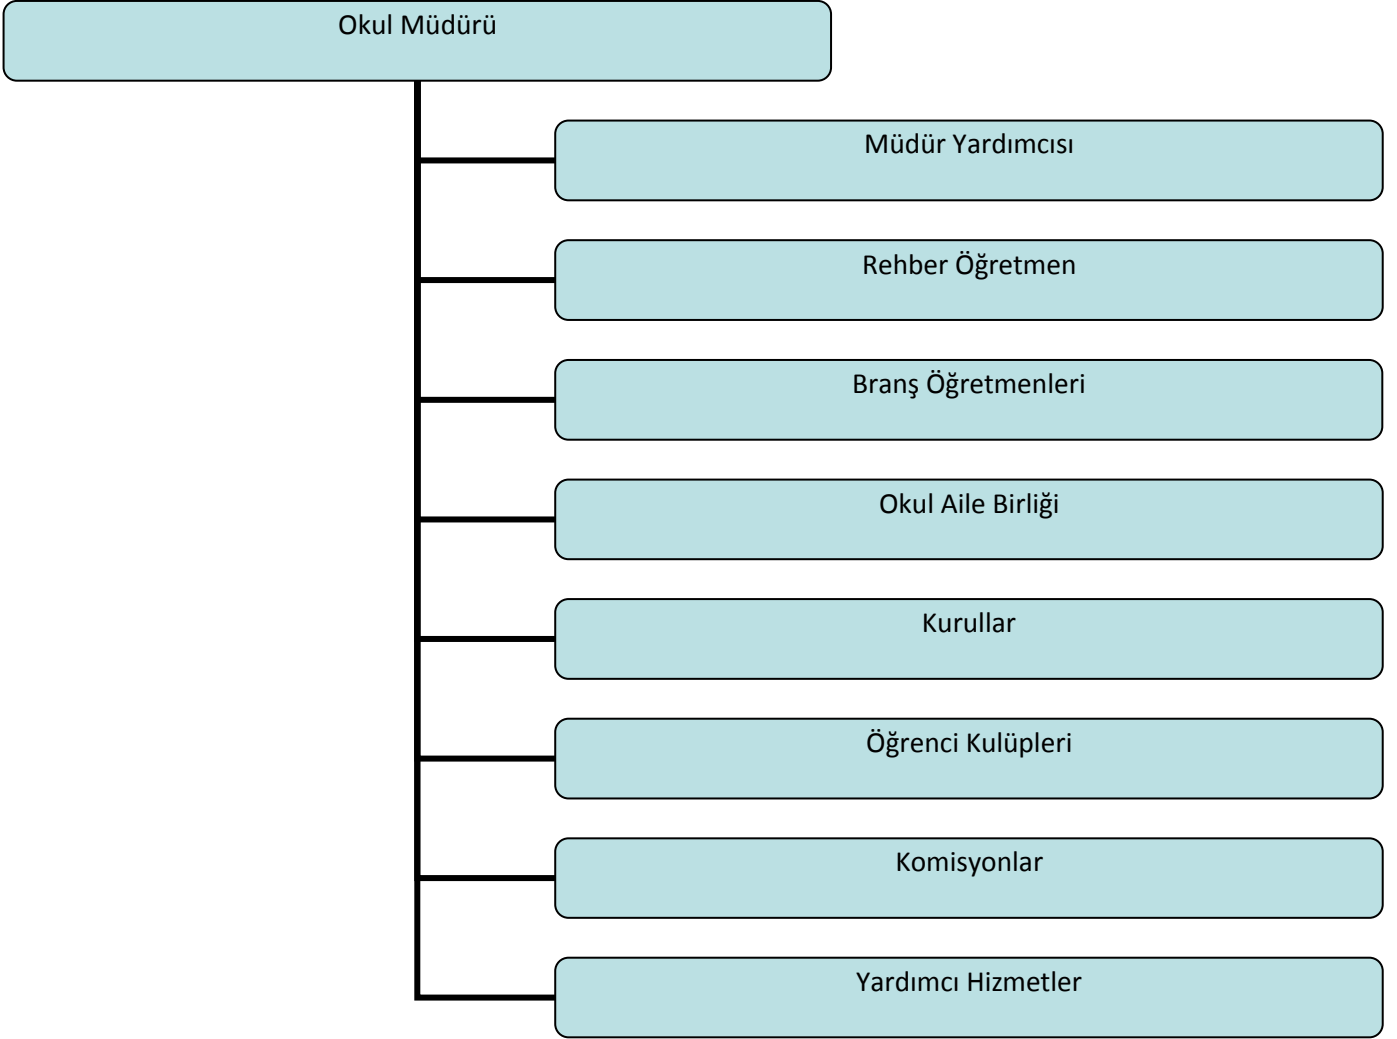 Okul Müdürü
Müdür Yardımcısı
Rehber Öğretmen
Branş Öğretmenleri
Okul Aile Birliği
Kurullar
Öğrenci Kulüpleri
Komisyonlar
Yardımcı Hizmetler